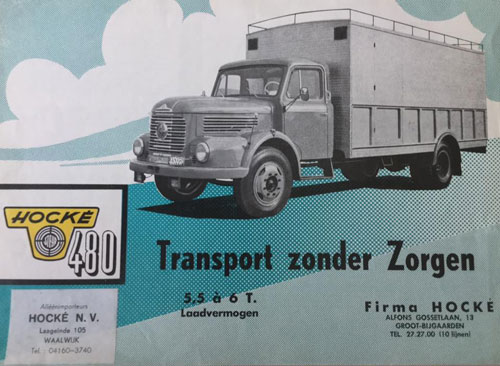 HOCKÉ
480
Transport zonder Zorgen
5,5 à 6 T.
Laadvermogen
Firma HOCKÉ
ALFONS GOSSETLAAN, 13
GROOT-BIJGAARDEN
TEL. 27.27.00 (10 lijnen)
Alléénimporteurs
HOCKÉ N. V.
Laageinde 105
WAALWIJK
Tel. : 04160-3740